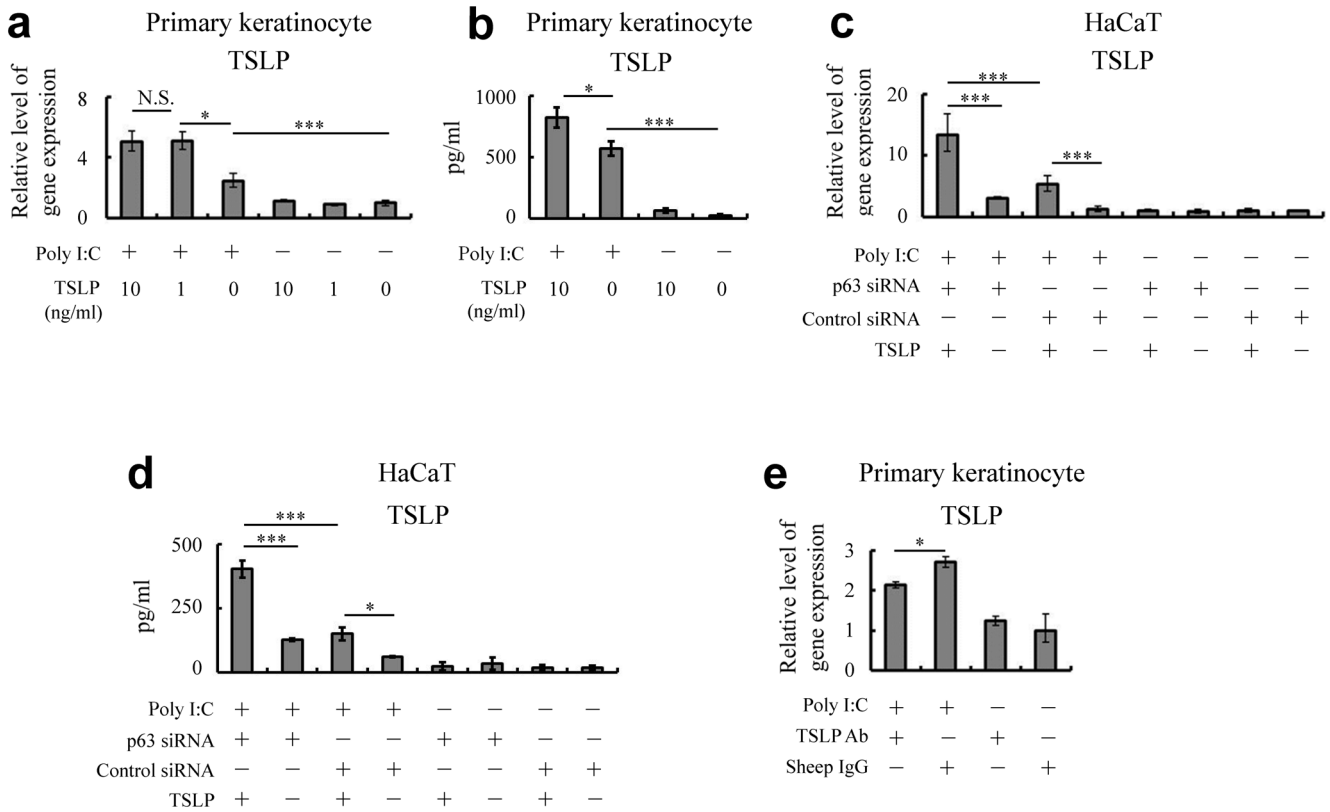 a
Primary keratinocyte
TSLP
Relative level of
gene expression
8
4
0
N.S.
*
***
Poly I:C + + + − − −
TSLP 10 1 0 10 1 0
(ng/ml)
b
Primary keratinocyte
TSLP
pg/ml
1000
500
0
*
***
Poly I:C + + − −
TSLP 10 0 10 0
(ng/ml)
c
HaCaT
TSLP
Relative level of
gene expression
20
10
0
***
***
***
Poly I:C + + + + − − − −
p63 siRNA + + − − + + − −
Control siRNA − − + + − − + +
TSLP + − + − + − + −
d
HaCaT
TSLP
pg/ml
500
250
0
***
***
*
Poly I:C + + + + − − − −
p63 siRNA + + − − + + − −
Control siRNA − − + + − − + +
TSLP + − + − + − + −
e
Primary keratinocyte
TSLP
Relative level of
gene expression
3
2
1
0
*
Poly I:C + + − −
TSLP Ab + − + −
Sheep IgG − + − +